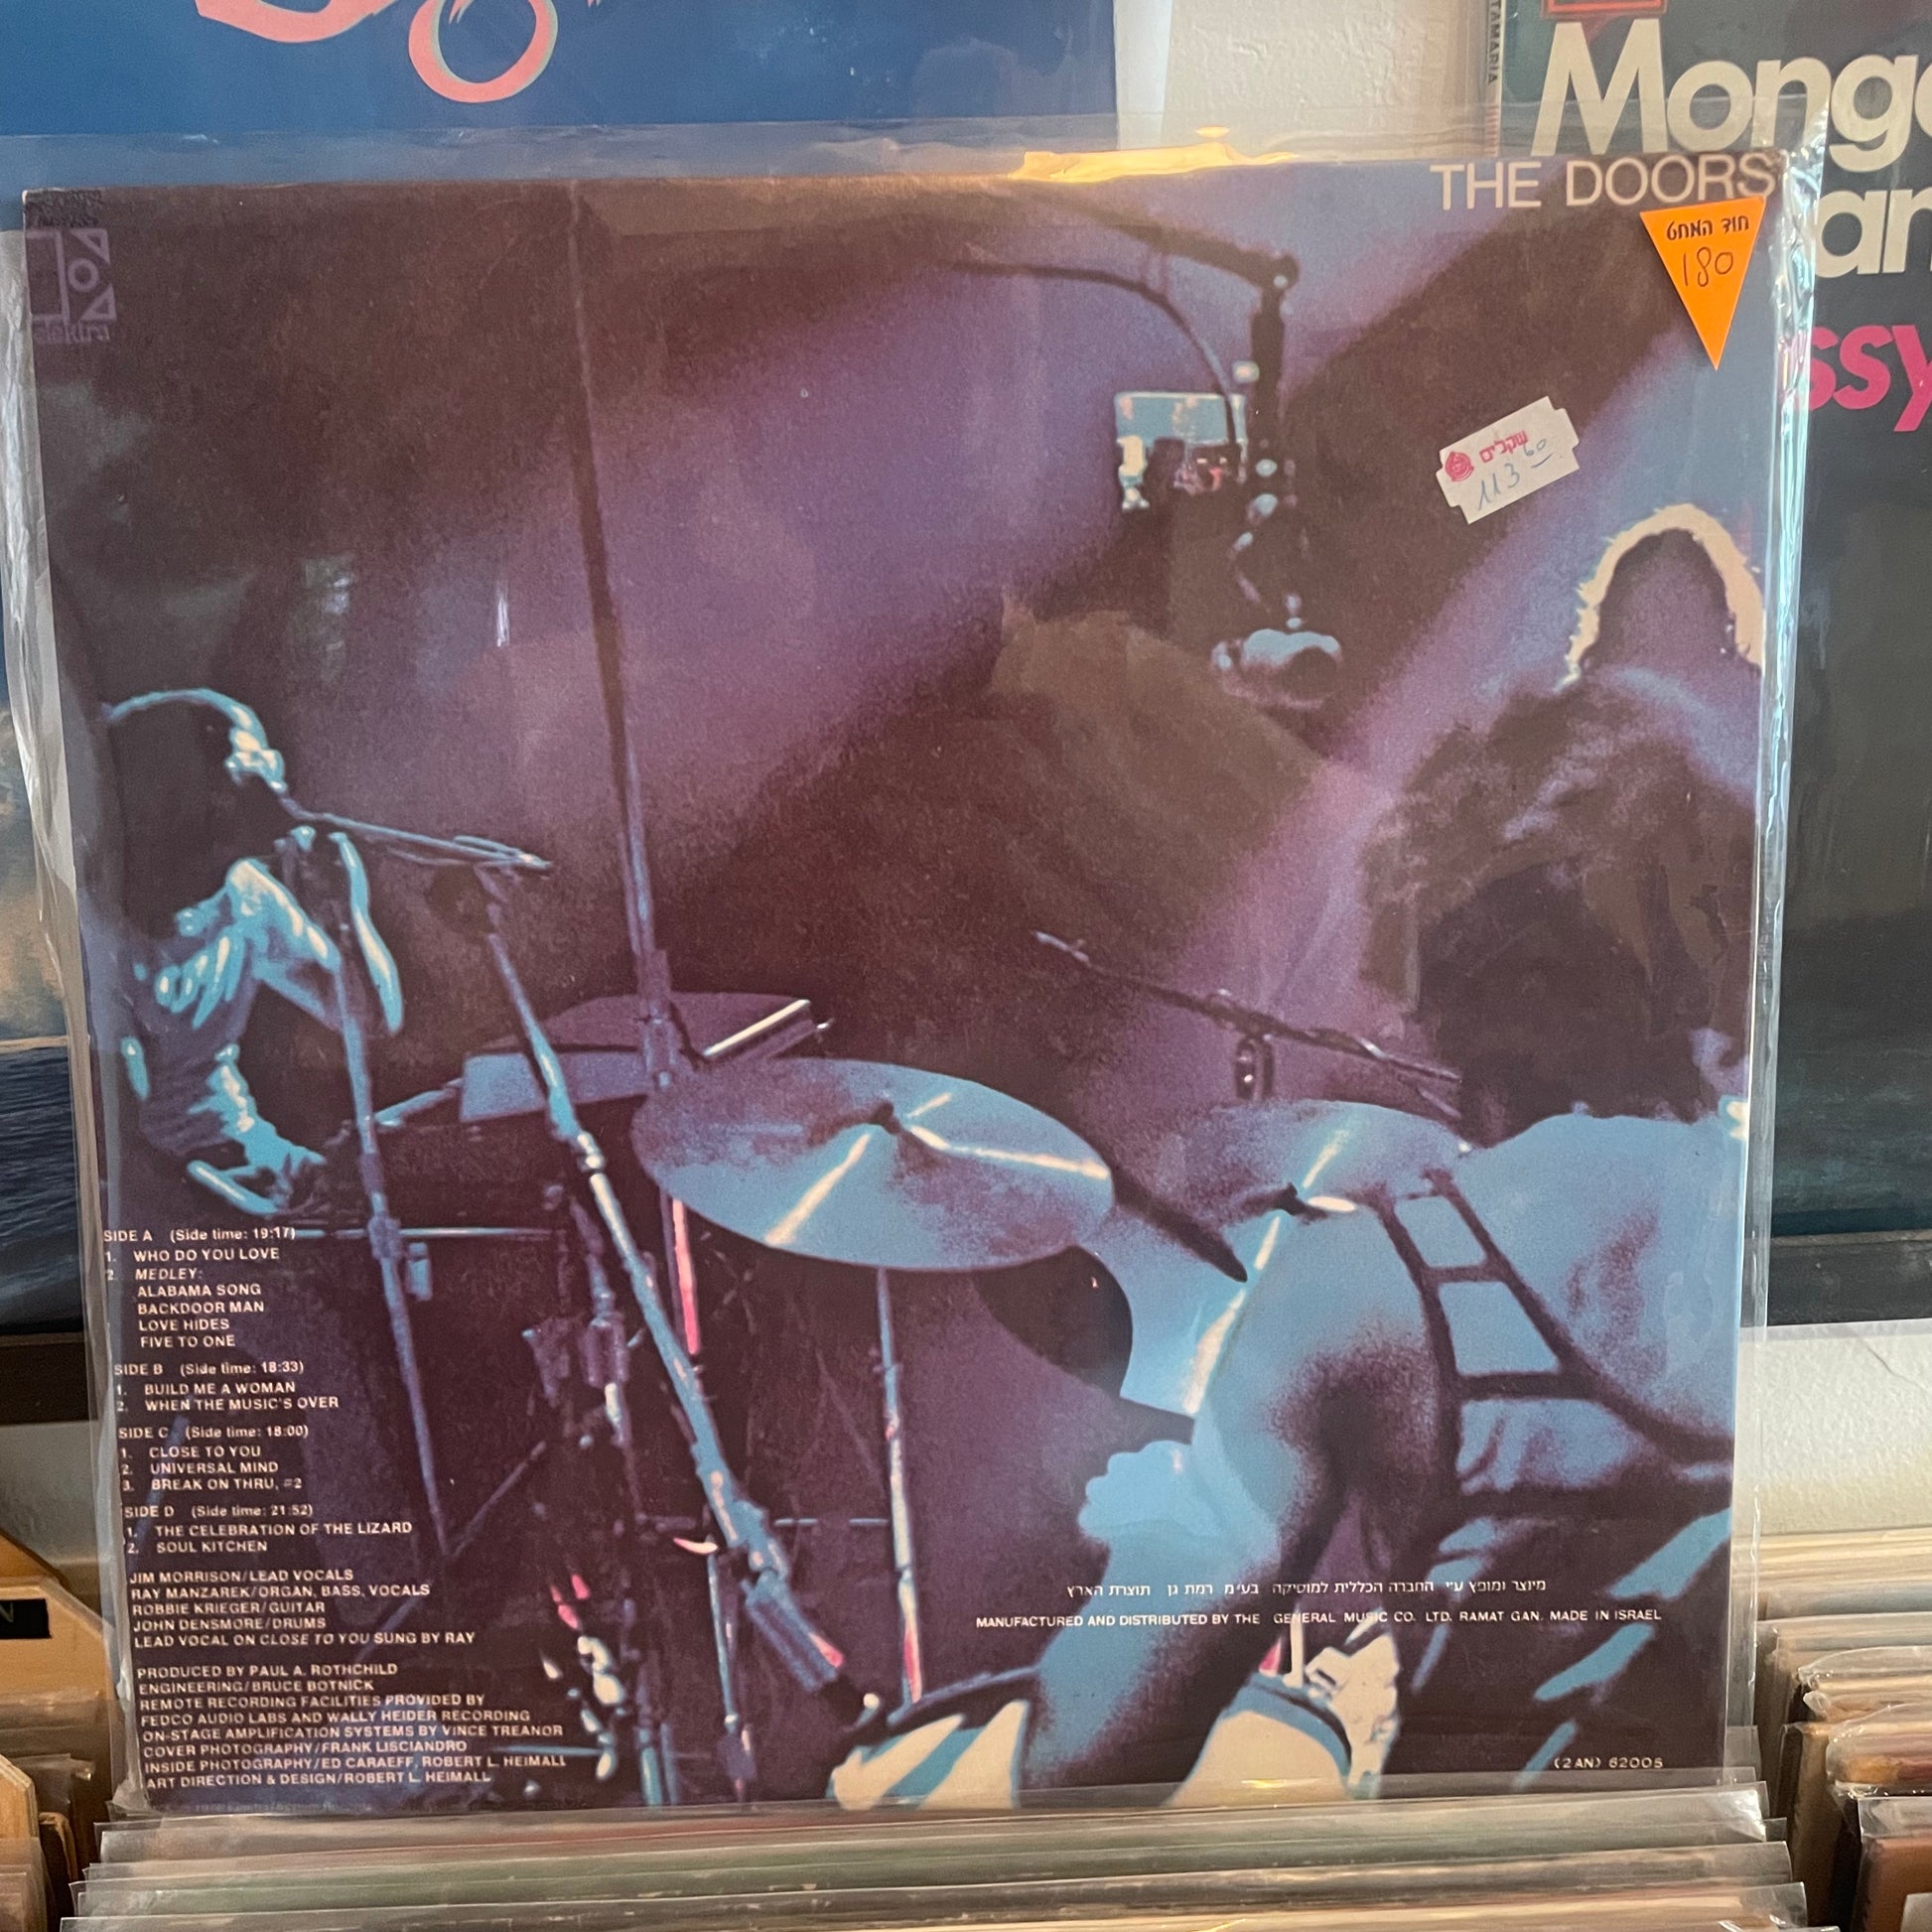 TAMARIA
Mongo
THE DOORS
חוד המחט
180
an
ssy
elektra
שקלים
113 60
SIDE A (Side time: 19:17)
1. WHO DO YOU LOVE
2. MEDLEY:
ALABAMA SONG
BACKDOOR MAN
LOVE HIDES
FIVE TO ONE
SIDE B (Side time: 18:33)
1. BUILD ME A WOMAN
2. WHEN THE MUSIC'S OVER
SIDE C (Side time: 18:00)
1. CLOSE TO YOU
2. UNIVERSAL MIND
3. BREAK ON THRU, #2
SIDE D (Side time: 21:52)
1. THE CELEBRATION OF THE LIZARD
2. SOUL KITCHEN
JIM MORRISON/LEAD VOCALS
RAY MANZAREK/ORGAN, BASS, VOCALS
ROBBIE KRIEGER/GUITAR
JOHN DENSMORE/DRUMS
LEAD VOCAL ON CLOSE TO YOU SUNG BY RAY
PRODUCED BY PAUL A. ROTHCHILD
ENGINEERING/BRUCE BOTNICK
REMOTE RECORDING FACILITIES PROVIDED BY
FEDCO AUDIO LABS AND WALLY HEIDER RECORDING
ON-STAGE AMPLIFICATION SYSTEMS BY VINCE TREANOR
COVER PHOTOGRAPHY/FRANK LISCIANDRO
INSIDE PHOTOGRAPHY/ED CARAEFF, ROBERT L. HEIMALL
ART DIRECTION & DESIGN/ROBERT L. HEIMALL
מיוצר ומופץ ע״י החברה הכללית למוסיקה בע״מ רמת גן תוצרת הארץ
MANUFACTURED AND DISTRIBUTED BY THE GENERAL MUSIC CO. LTD. RAMAT GAN. MADE IN ISRAEL
(2AN) 62005
N